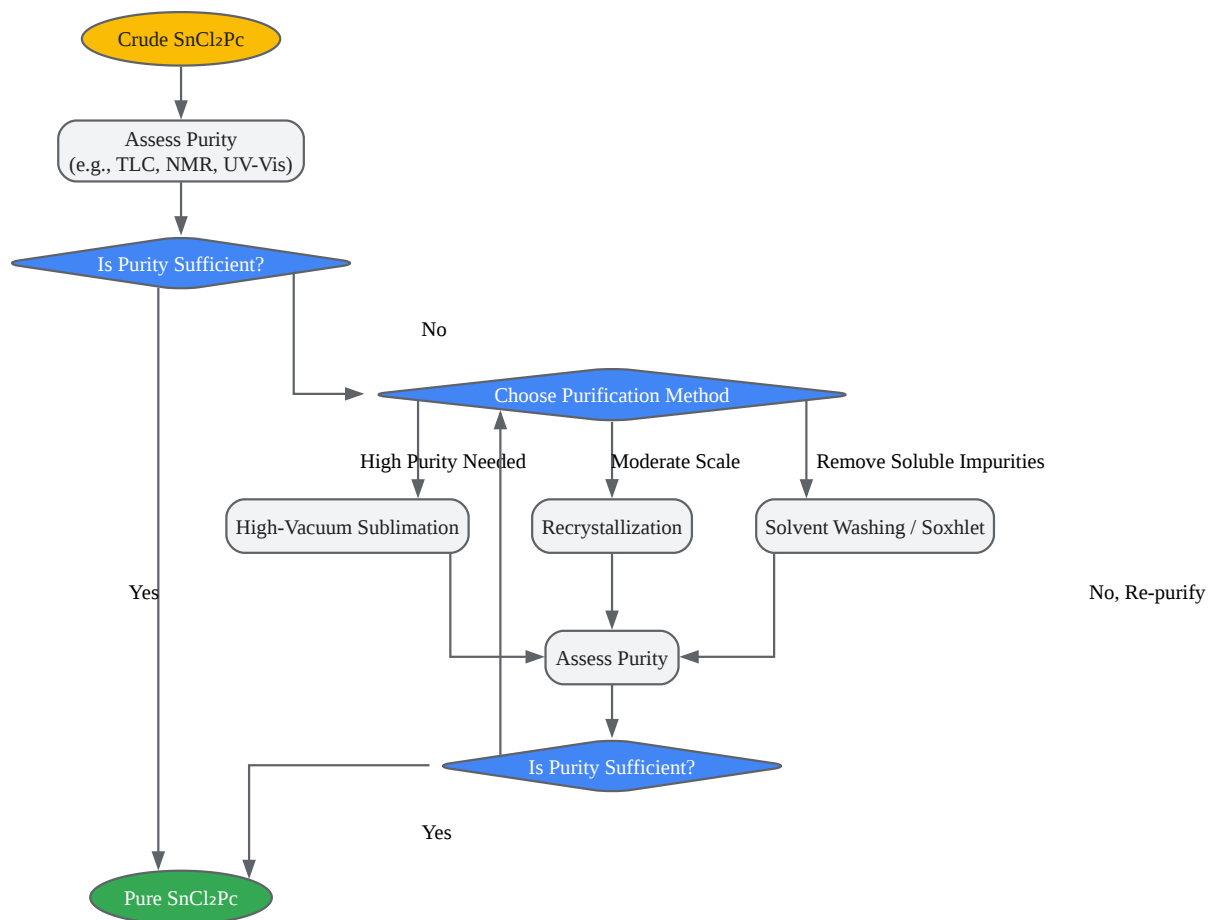 Crude SnCl₂Pc
Assess Purity
(e.g., TLC, NMR, UV-Vis)
Is Purity Sufficient?
No
Choose Purification Method
High Purity Needed
Moderate Scale
Remove Soluble Impurities
High-Vacuum Sublimation
Recrystallization
Solvent Washing / Soxhlet
Yes
No, Re-purify
Assess Purity
Is Purity Sufficient?
Yes
Pure SnCl₂Pc